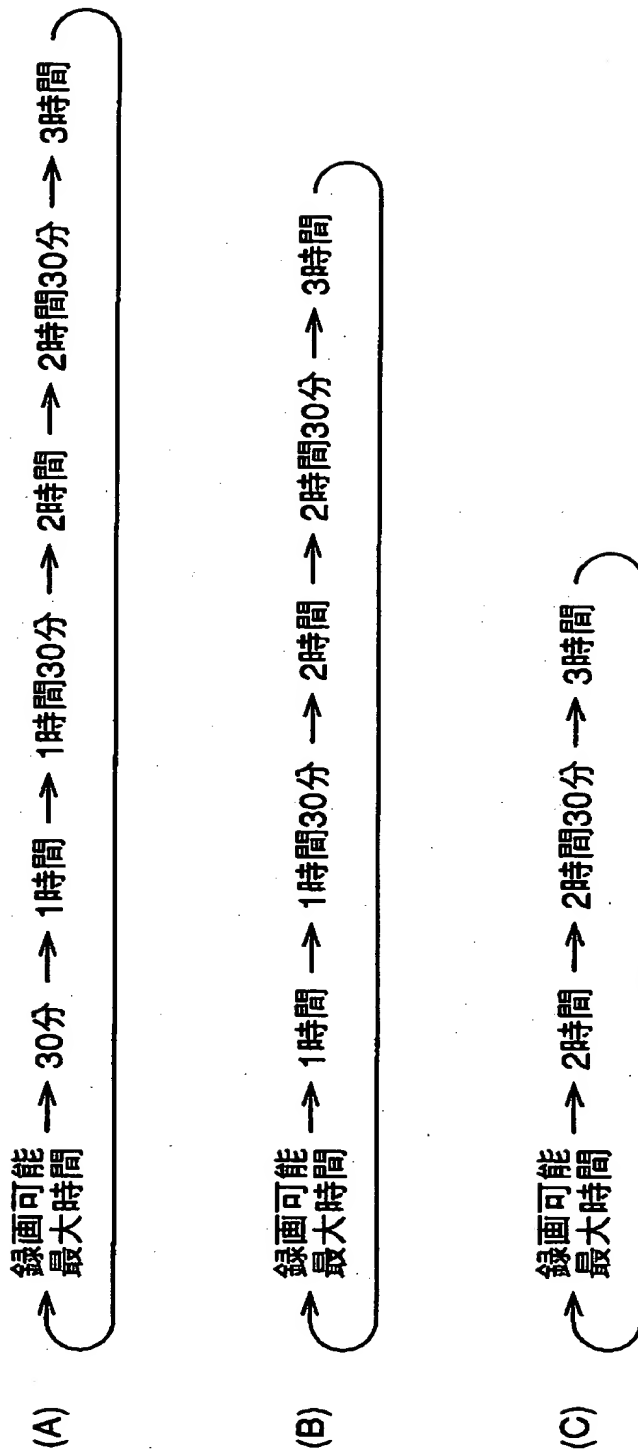 (A)
録画可能
最大時間 → 30分 → 1時間 → 1時間30分 → 2時間 → 2時間30分 → 3時間
(B)
録画可能
最大時間 → 1時間 → 1時間30分 → 2時間 → 2時間30分 → 3時間
(C)
録画可能
最大時間 → 2時間 → 2時間30分 → 3時間